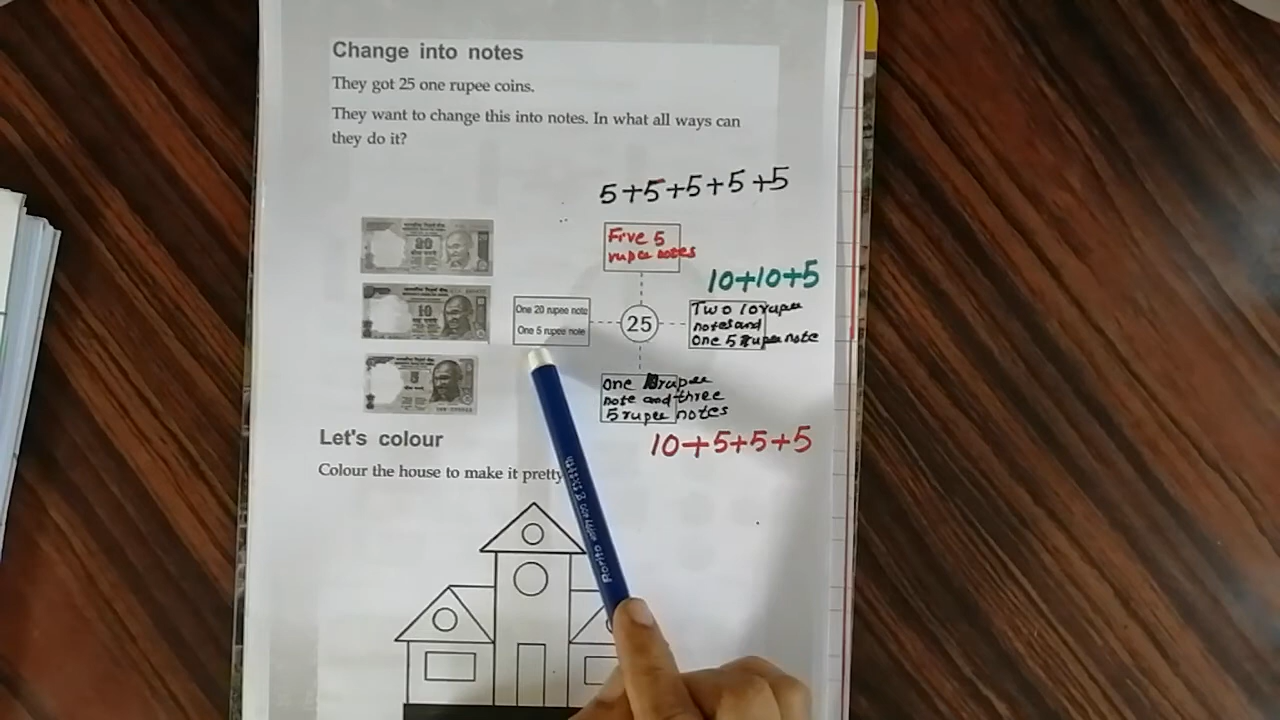 Change into notes
They got 25 one rupee coins.
They want to change this into notes. In what all ways can
they do it?
5+5+5+5+5
Five 5
rupee notes
10+10+5
20
10
5
One 20 rupee note
One 5 rupee note
25
Two 10 rupee
notes and
One 5 rupee note
One rupee
note and three
5 rupee notes
10+5+5+5
Let's colour
Colour the house to make it pretty